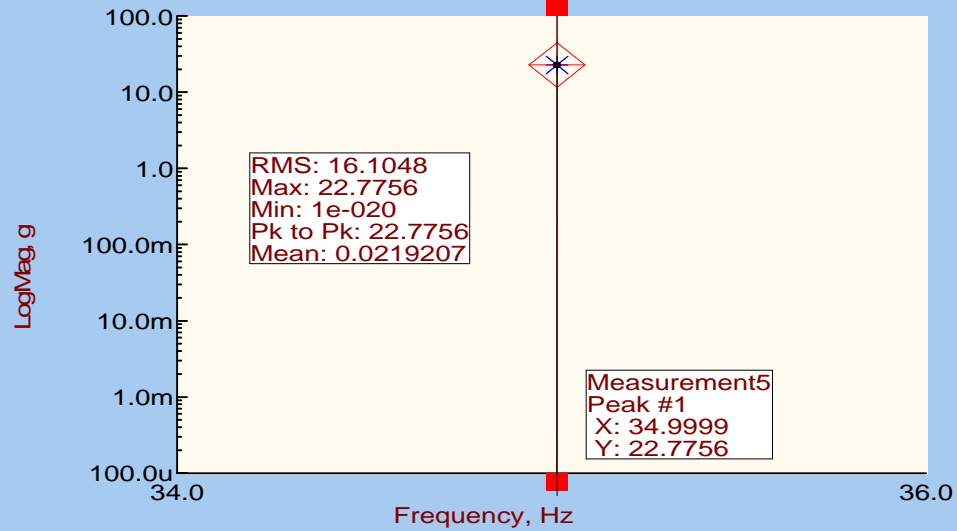 100.0
10.0
1.0
100.0m
10.0m
1.0m
100.0u
LogMag, g
RMS: 16.1048
Max: 22.7756
Min: 1e-020
Pk to Pk: 22.7756
Mean: 0.0219207
Measurement5
Peak #1
X: 34.9999
Y: 22.7756
34.0
36.0
Frequency, Hz